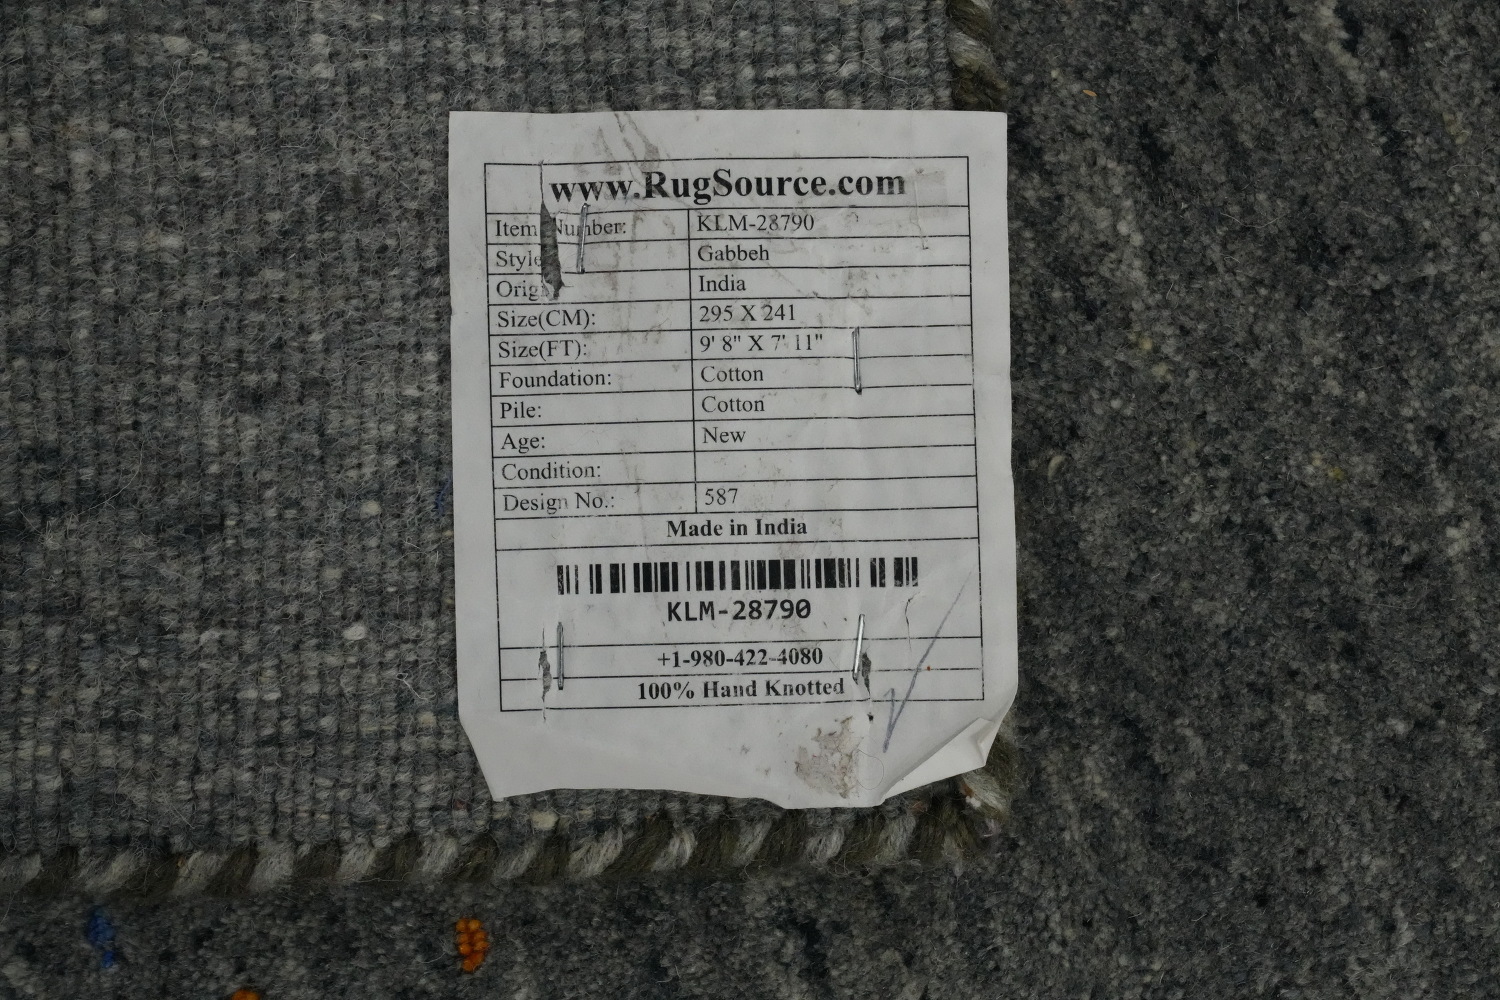 www.RugSource.com
Item Number: KLM-28790
Style Gabbeh
Orig India
Size(CM): 295 X 241
Size(FT): 9' 8" X 7' 11"
Foundation: Cotton
Pile: Cotton
Age: New
Condition:
Design No.: 587
Made in India
KLM-28790
+1-980-422-4080
100% Hand Knotted